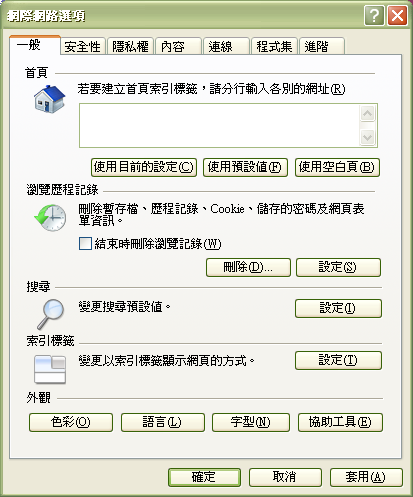 網際網路選項
一般 安全性 隱私權 內容 連線 程式集 進階
首頁
若要建立首頁索引標籤，請分行輸入各別的網址(R)
使用目前的設定(C) 使用預設值(F) 使用空白頁(B)
瀏覽歷程記錄
刪除暫存檔、歷程記錄、Cookie、儲存的密碼及網頁表
單資訊。
結束時刪除瀏覽記錄(W)
刪除(D)... 設定(S)
搜尋
變更搜尋預設值。 設定(I)
索引標籤
變更以索引標籤顯示網頁的方式。 設定(T)
外觀
色彩(O) 語言(L) 字型(N) 協助工具(E)
確定 取消 套用(A)